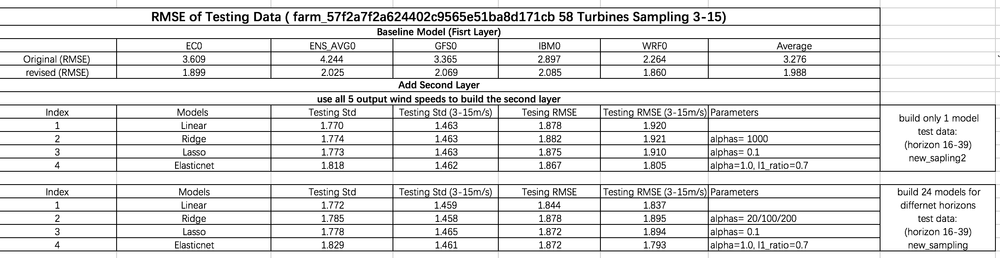 RMSE of Testing Data ( farm_57f2a7f2a624402c9565e51ba8d171cb 58 Turbines Sampling 3-15)
Baseline Model (Fisrt Layer)
EC0 ENS_AVG0 GFS0 IBM0 WRF0 Average
Original (RMSE) 3.609 4.244 3.365 2.897 2.264 3.276
revised (RMSE) 1.899 2.025 2.069 2.085 1.860 1.988
Add Second Layer
use all 5 output wind speeds to build the second layer
Index Models Testing Std Testing Std (3-15m/s) Tesing RMSE Testing RMSE (3-15m/s) Parameters
1 Linear 1.770 1.463 1.878 1.920
2 Ridge 1.774 1.463 1.882 1.921 alphas= 1000
3 Lasso 1.773 1.463 1.875 1.910 alphas= 0.1
4 Elasticnet 1.818 1.462 1.867 1.805 alpha=1.0, l1_ratio=0.7
build only 1 model
test data:
(horizon 16-39)
new_sapling2
Index Models Testing Std Testing Std (3-15m/s) Tesing RMSE Testing RMSE (3-15m/s) Parameters
1 Linear 1.772 1.459 1.844 1.837
2 Ridge 1.785 1.458 1.878 1.895 alphas= 20/100/200
3 Lasso 1.778 1.465 1.872 1.894 alphas= 0.1
4 Elasticnet 1.829 1.461 1.872 1.793 alpha=1.0, l1_ratio=0.7
build 24 models for
differnet horizons
test data:
(horizon 16-39)
new_sampling